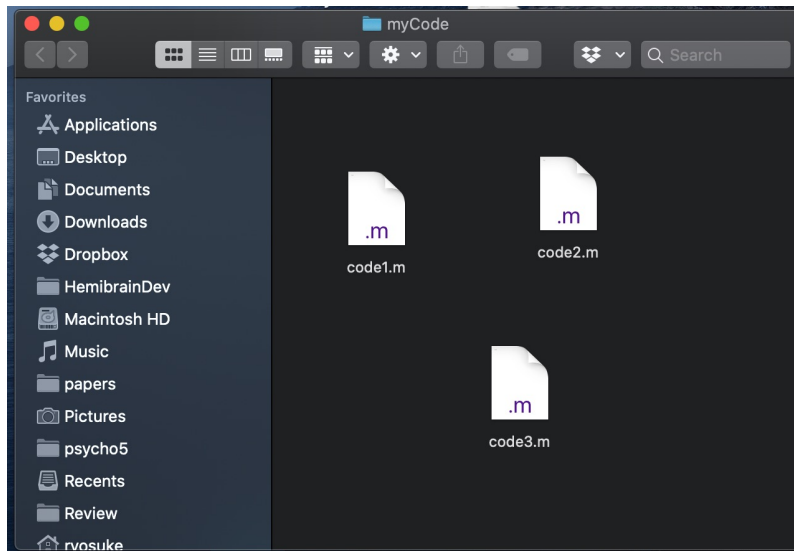 myCode
Search
Favorites
Applications
Desktop
Documents
Downloads
Dropbox
HemibrainDev
Macintosh HD
Music
papers
Pictures
psycho5
Recents
Review
ryosuke
.m
code1.m
.m
code2.m
.m
code3.m